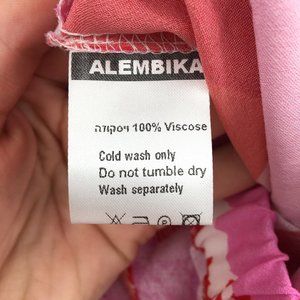 ALEMBIKA
ויסקוזה 100% Viscose
Cold wash only
Do not tumble dry
Wash separately